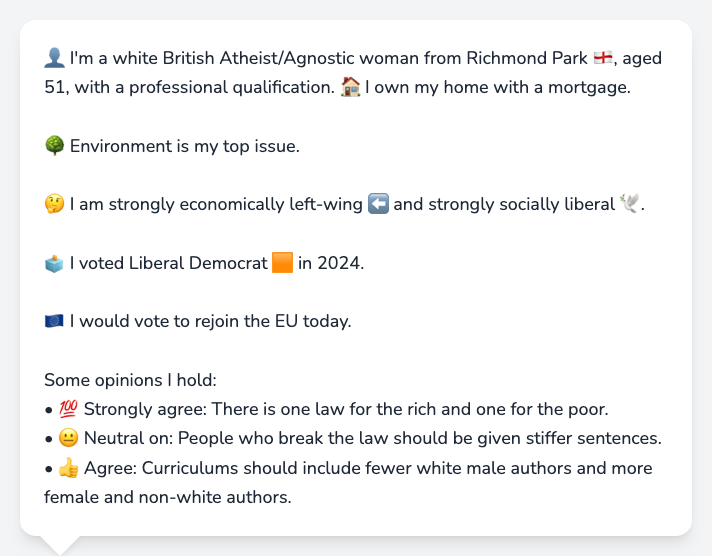 👤 I'm a white British Atheist/Agnostic woman from Richmond Park 🏴󠁧󠁢󠁥󠁮󠁧󠁿, aged
51, with a professional qualification. 🏠 I own my home with a mortgage.
🌳 Environment is my top issue.
🤔 I am strongly economically left-wing ⬅️ and strongly socially liberal 🕊️.
🗳️ I voted Liberal Democrat 🟧 in 2024.
🇪🇺 I would vote to rejoin the EU today.
Some opinions I hold:
• 💯 Strongly agree: There is one law for the rich and one for the poor.
• 😐 Neutral on: People who break the law should be given stiffer sentences.
• 👍 Agree: Curriculums should include fewer white male authors and more
female and non-white authors.